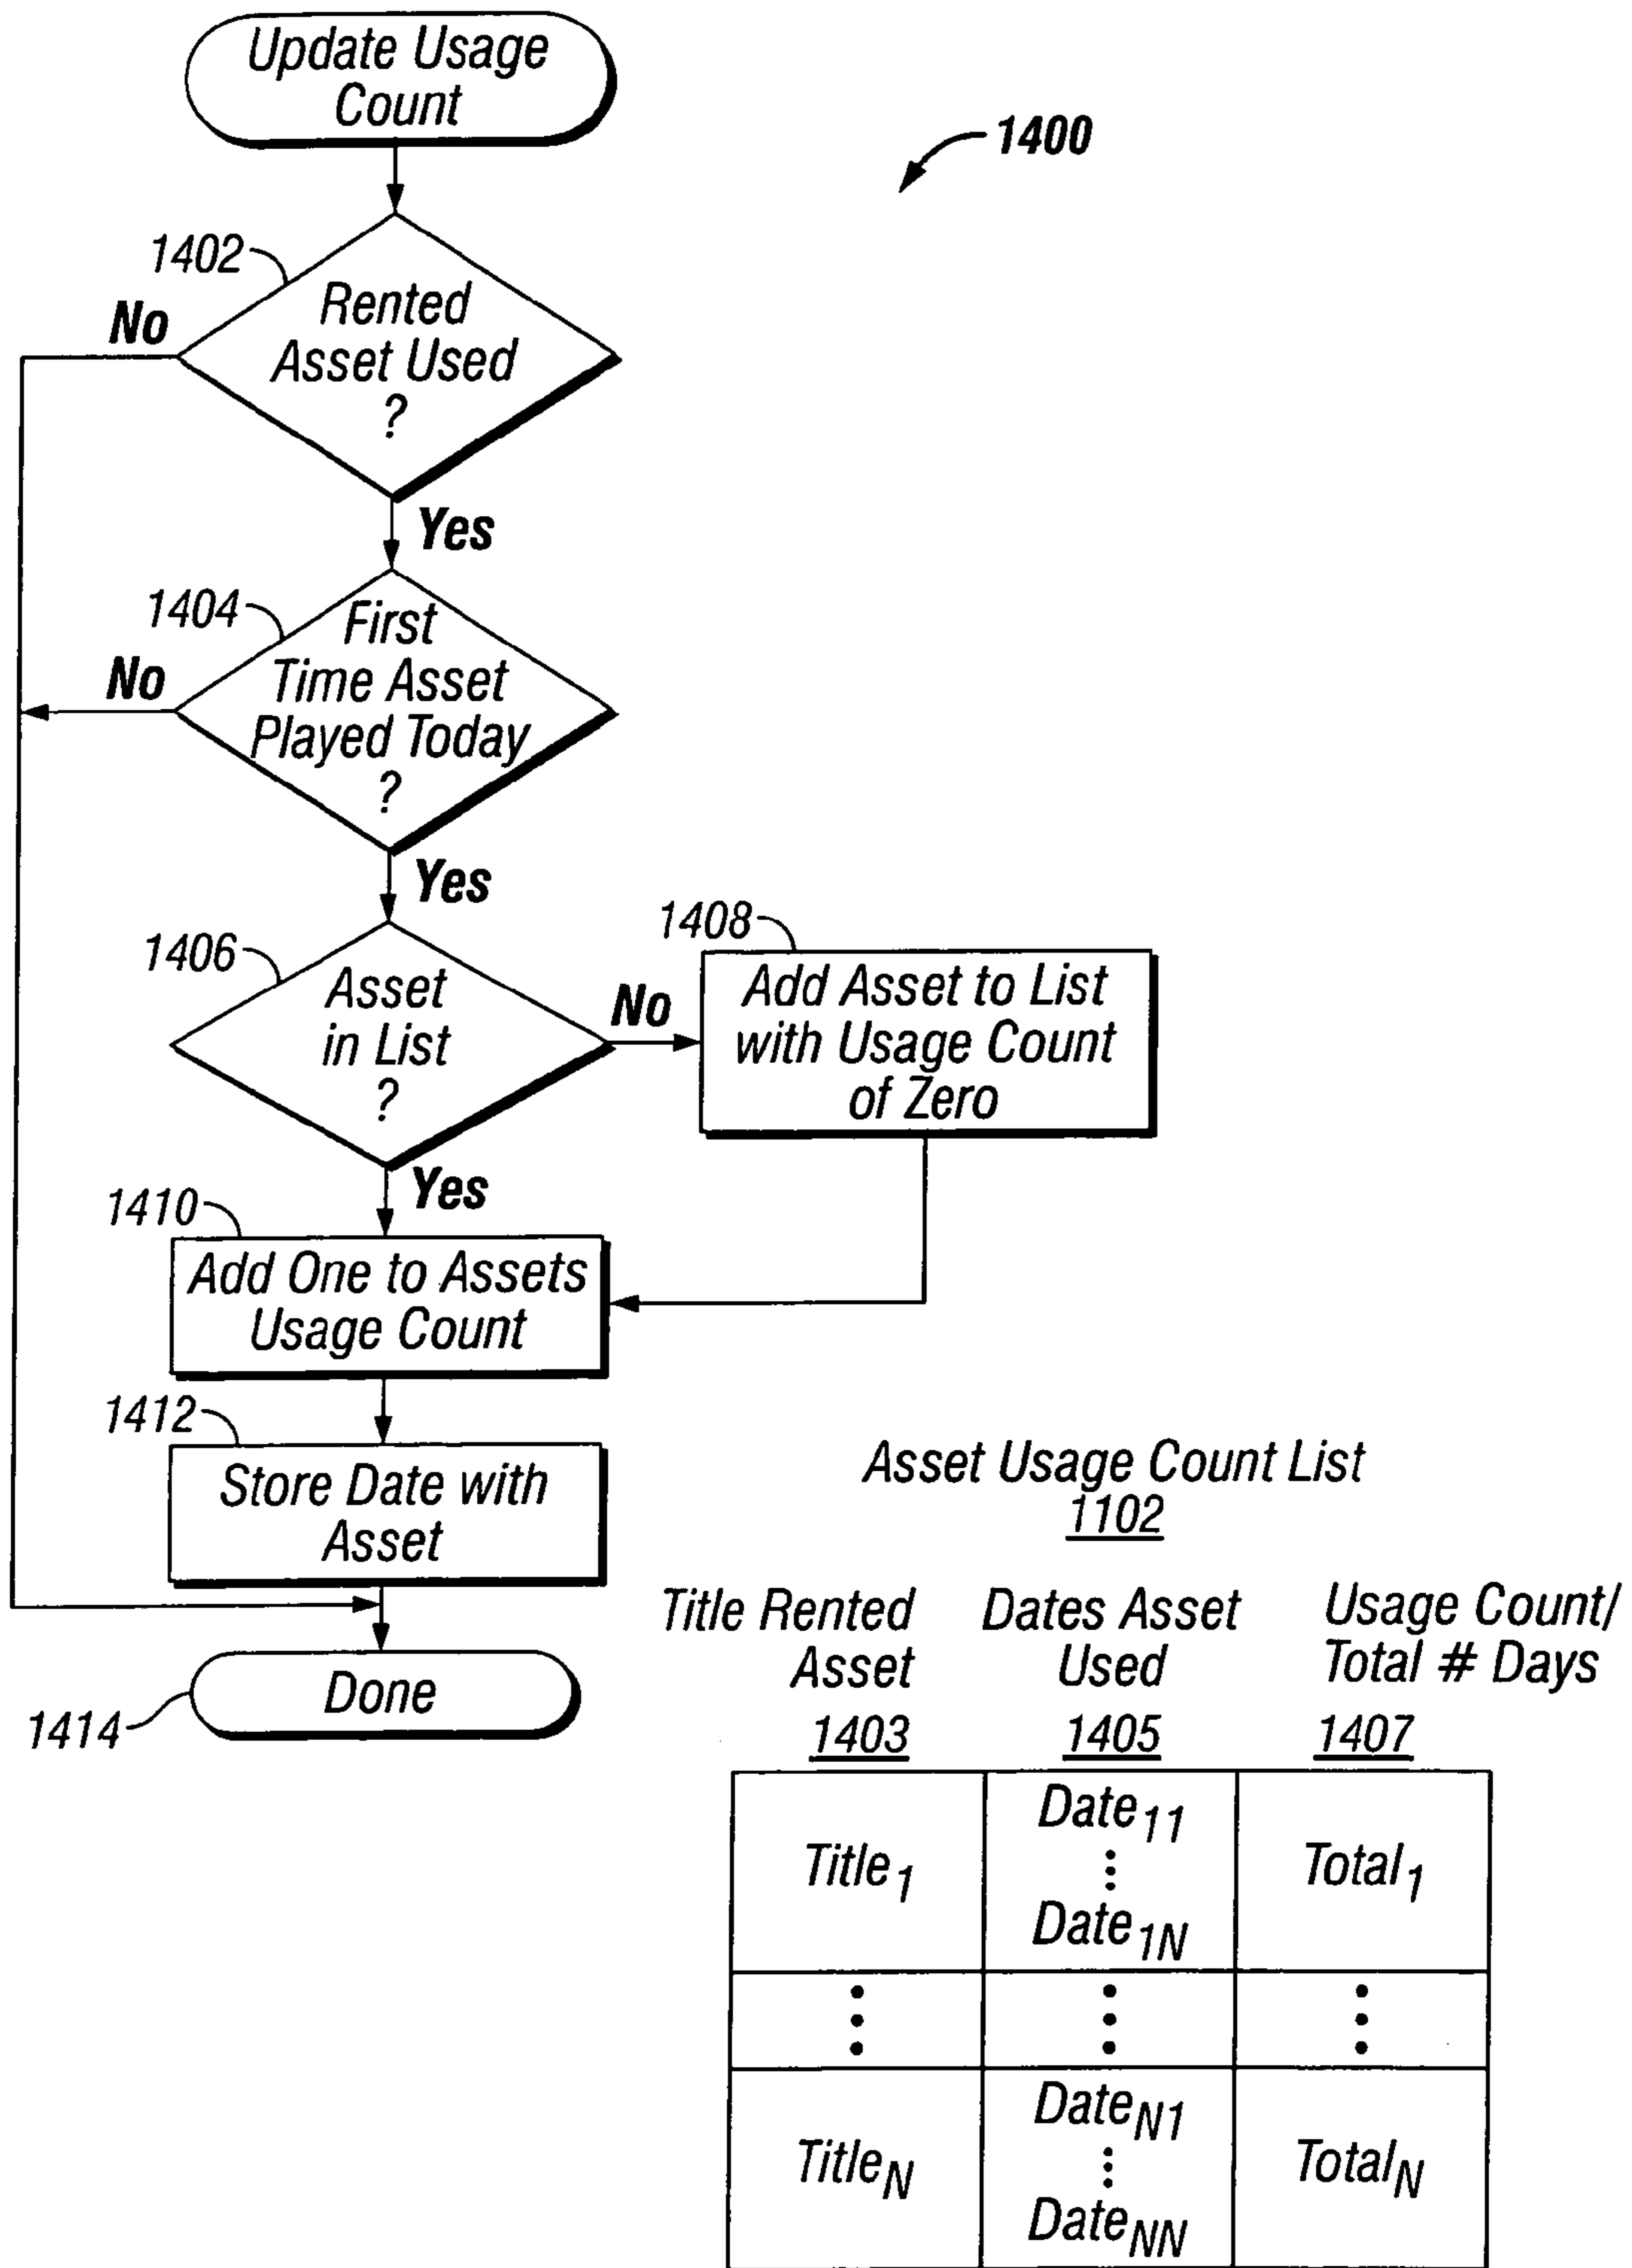 Update Usage
Count
1400
1402
Rented
Asset Used
?
No
Yes
1404
First
Time Asset
Played Today
?
No
Yes
1406
Asset
in List
?
No
1408
Add Asset to List
with Usage Count
of Zero
Yes
1410
Add One to Assets
Usage Count
1412
Store Date with
Asset
Done
1414
Asset Usage Count List
1102
Title Rented
Asset
1403
Dates Asset
Used
1405
Usage Count/
Total # Days
1407
Title1
Date11
Date1N
Total1
TitleN
DateN1
DateNN
TotalN